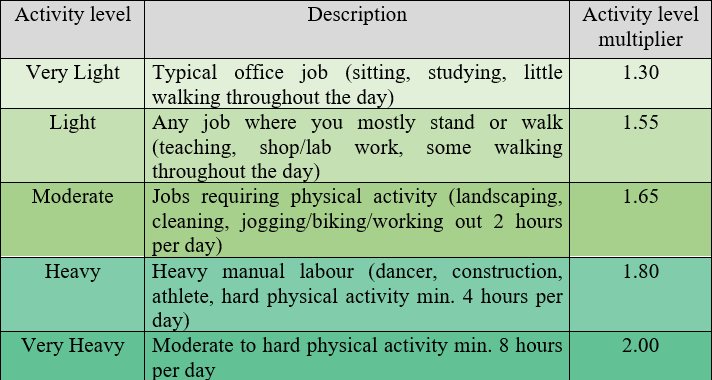 Activity level Description Activity level
multiplier
Very Light Typical office job (sitting, studying, little 1.30
walking throughout the day)
Light Any job where you mostly stand or walk 1.55
(teaching, shop/lab work, some walking
throughout the day)
Moderate Jobs requiring physical activity (landscaping, 1.65
cleaning, jogging/biking/working out 2 hours
per day)
Heavy Heavy manual labour (dancer, construction, 1.80
athlete, hard physical activity min. 4 hours per
day)
Very Heavy Moderate to hard physical activity min. 8 hours 2.00
per day